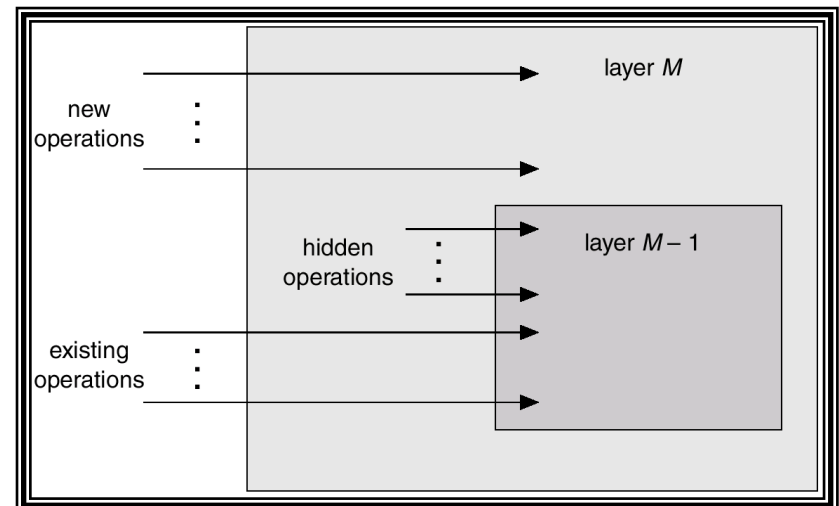 layer M
new
operations
hidden
operations
layer M – 1
existing
operations